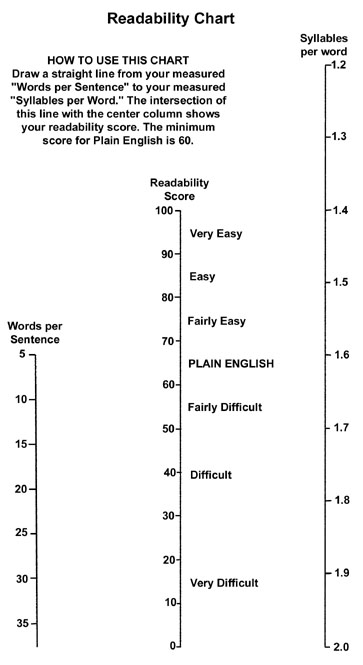 Readability Chart
Syllables
per word
HOW TO USE THIS CHART
Draw a straight line from your measured
"Words per Sentence" to your measured
"Syllables per Word." The intersection of
this line with the center column shows
your readability score. The minimum
score for Plain English is 60.
1.2
1.3
1.4
1.5
1.6
1.7
1.8
1.9
2.0
Readability
Score
100
90
80
70
60
50
40
30
20
10
0
Very Easy
Easy
Fairly Easy
PLAIN ENGLISH
Fairly Difficult
Difficult
Very Difficult
Words per
Sentence
5
10
15
20
25
30
35